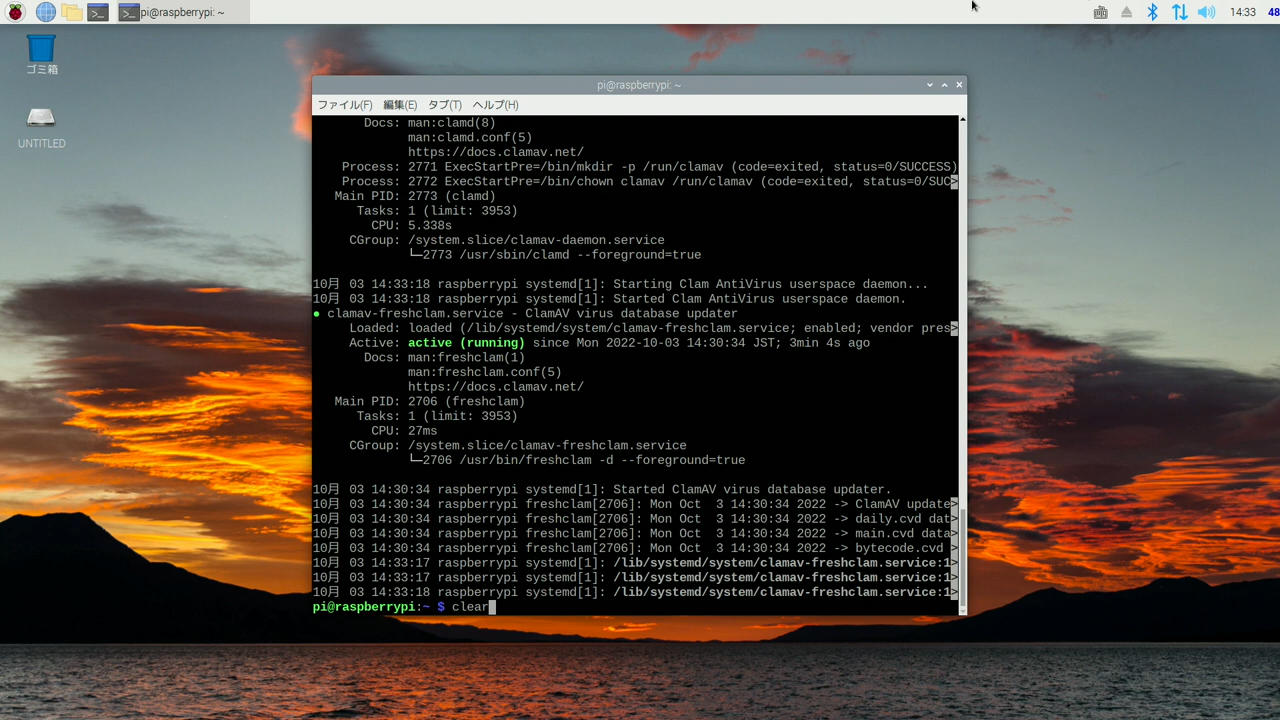 pi@raspberrypi: ~
14:33
48
ゴミ箱
UNTITLED
pi@raspberrypi: ~
ファイル(F) 編集(E) タブ(T) ヘルプ(H)
Docs: man:clamd(8)
man:clamd.conf(5)
https://docs.clamav.net/
Process: 2771 ExecStartPre=/bin/mkdir -p /run/clamav (code=exited, status=0/SUCCESS)
Process: 2772 ExecStartPre=/bin/chown clamav /run/clamav (code=exited, status=0/SUC>
Main PID: 2773 (clamd)
Tasks: 1 (limit: 3953)
CPU: 5.338s
CGroup: /system.slice/clamav-daemon.service
└─2773 /usr/sbin/clamd --foreground=true
10月 03 14:33:18 raspberrypi systemd[1]: Starting Clam AntiVirus userspace daemon...
10月 03 14:33:18 raspberrypi systemd[1]: Started Clam AntiVirus userspace daemon.
● clamav-freshclam.service - ClamAV virus database updater
Loaded: loaded (/lib/systemd/system/clamav-freshclam.service; enabled; vendor pres>
Active: active (running) since Mon 2022-10-03 14:30:34 JST; 3min 4s ago
Docs: man:freshclam(1)
man:freshclam.conf(5)
https://docs.clamav.net/
Main PID: 2706 (freshclam)
Tasks: 1 (limit: 3953)
CPU: 27ms
CGroup: /system.slice/clamav-freshclam.service
└─2706 /usr/bin/freshclam -d --foreground=true
10月 03 14:30:34 raspberrypi systemd[1]: Started ClamAV virus database updater.
10月 03 14:30:34 raspberrypi freshclam[2706]: Mon Oct  3 14:30:34 2022 -> ClamAV update>
10月 03 14:30:34 raspberrypi freshclam[2706]: Mon Oct  3 14:30:34 2022 -> daily.cvd dat>
10月 03 14:30:34 raspberrypi freshclam[2706]: Mon Oct  3 14:30:34 2022 -> main.cvd data>
10月 03 14:30:34 raspberrypi freshclam[2706]: Mon Oct  3 14:30:34 2022 -> bytecode.cvd >
10月 03 14:33:17 raspberrypi systemd[1]: /lib/systemd/system/clamav-freshclam.service:1>
10月 03 14:33:17 raspberrypi systemd[1]: /lib/systemd/system/clamav-freshclam.service:1>
10月 03 14:33:18 raspberrypi systemd[1]: /lib/systemd/system/clamav-freshclam.service:1>
pi@raspberrypi:~ $ clear